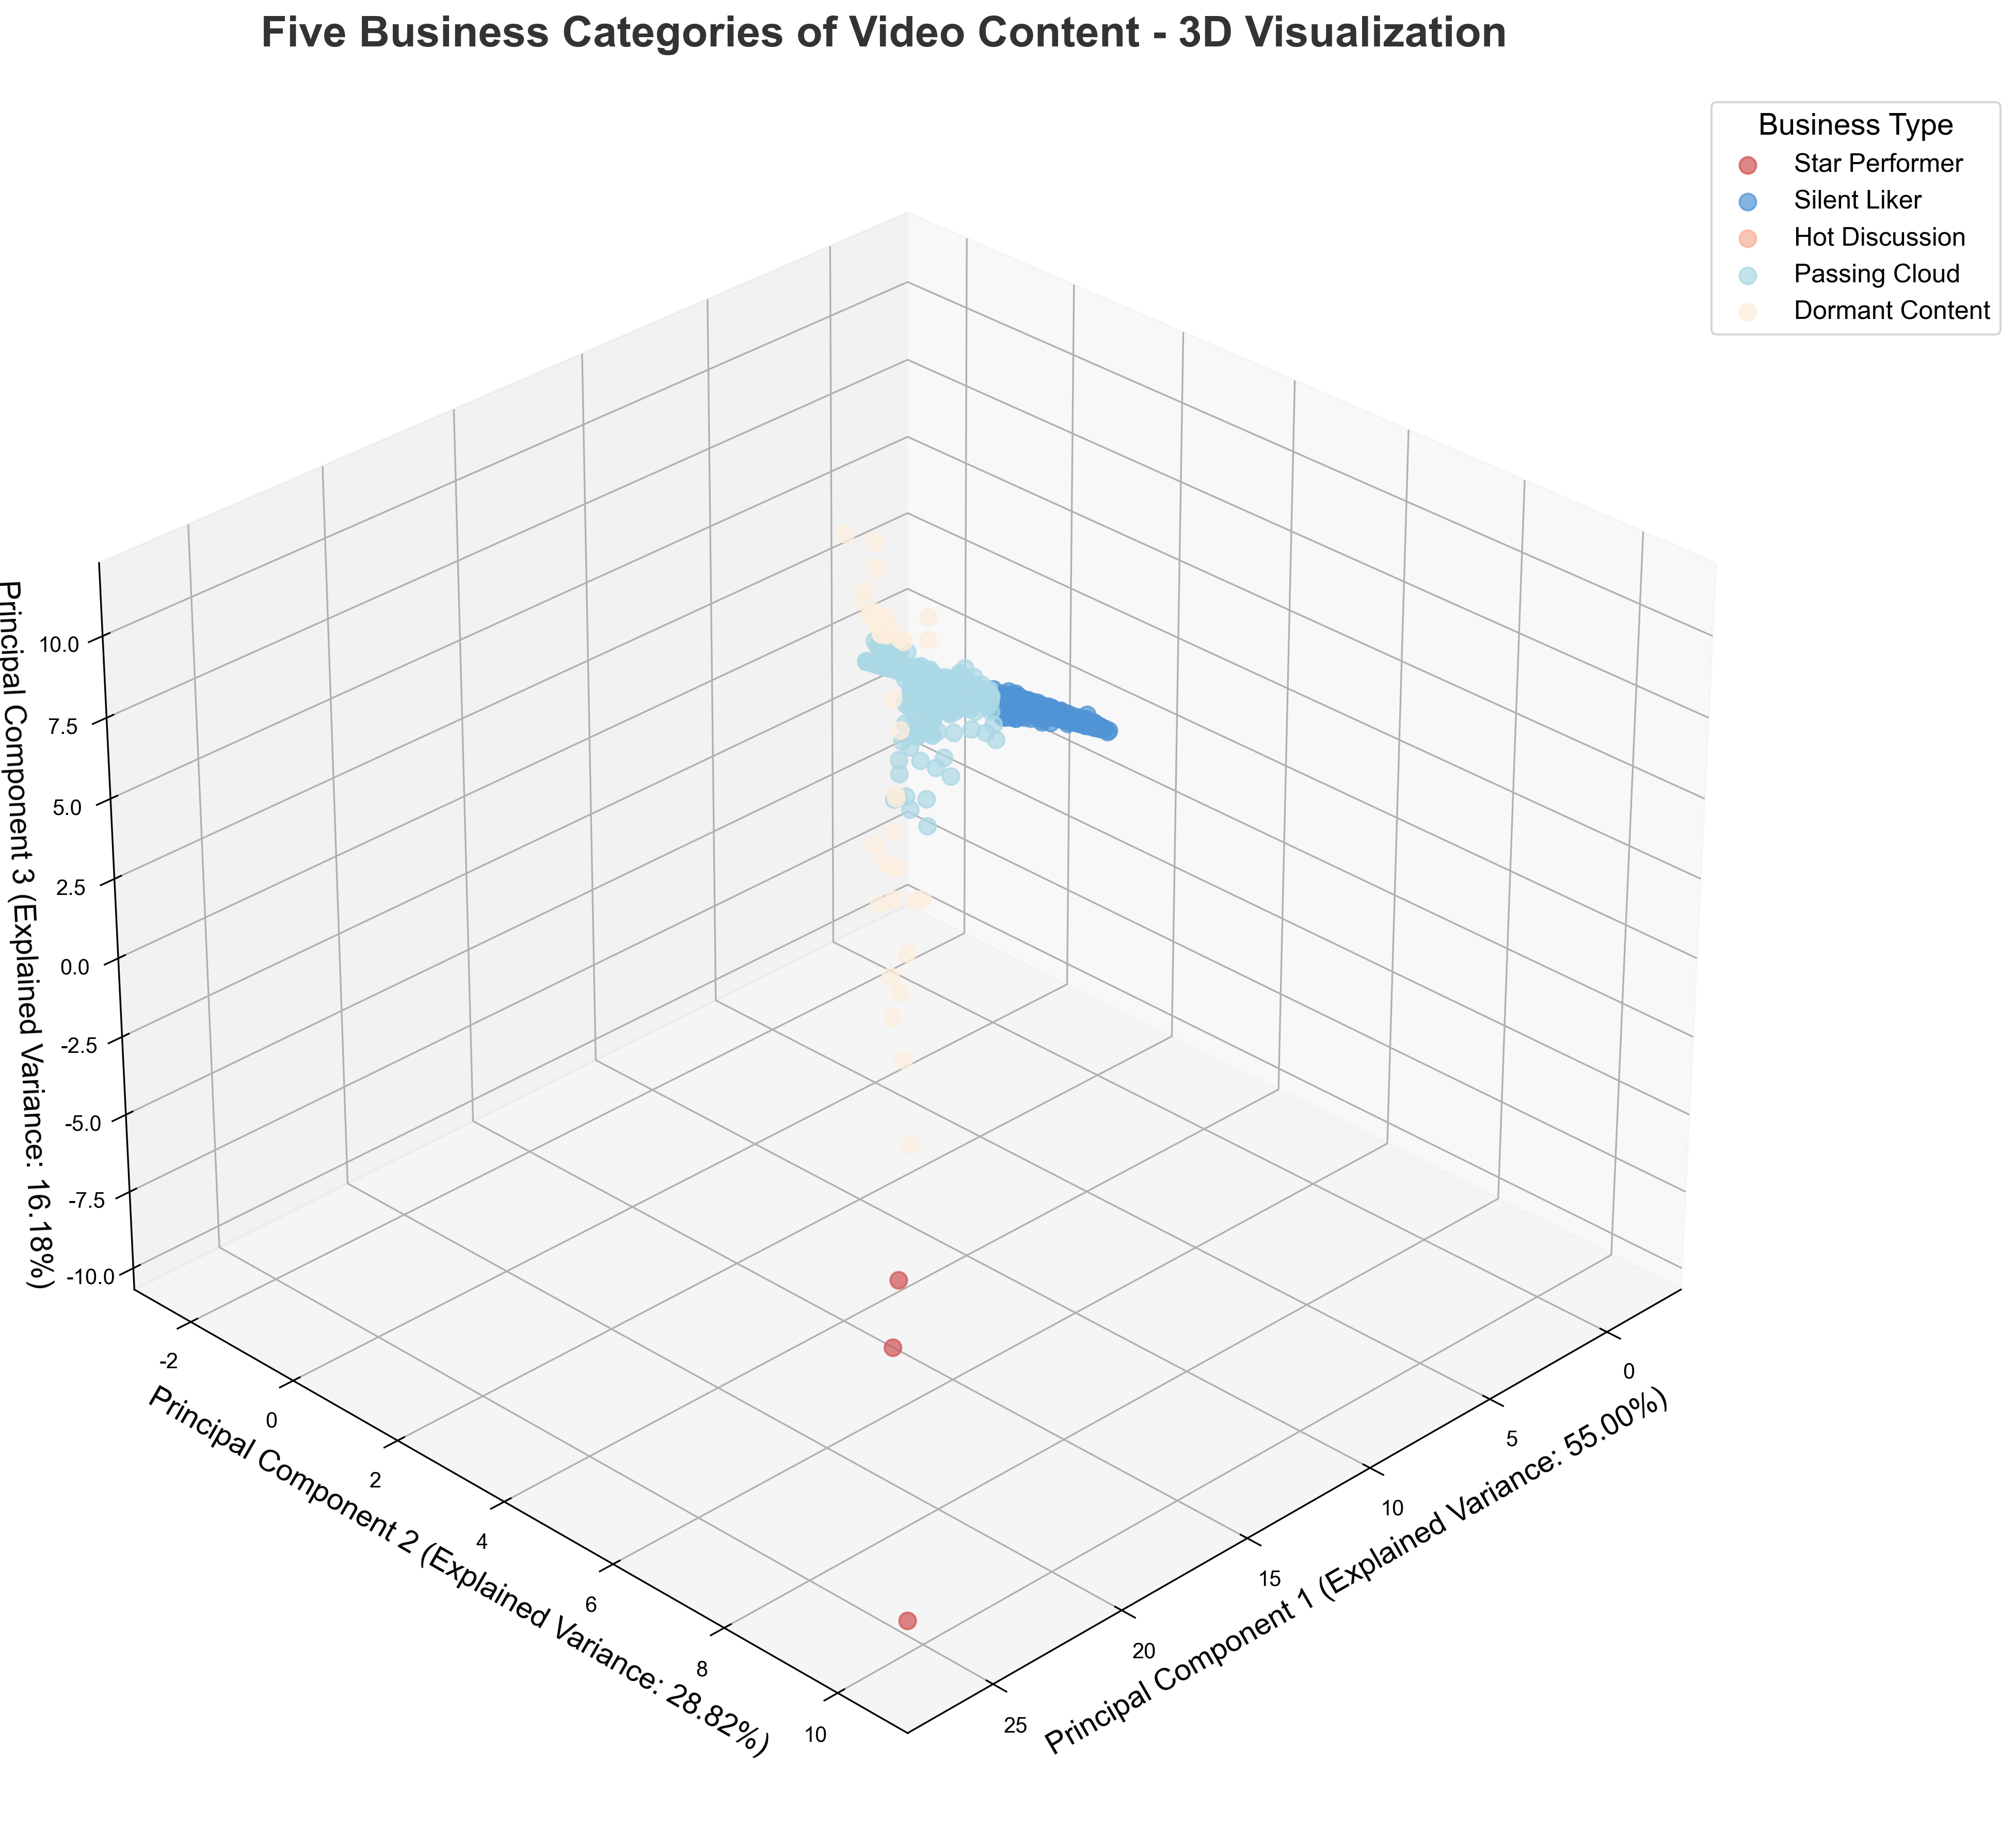 Five Business Categories of Video Content - 3D Visualization
Business Type
Star Performer
Silent Liker
Hot Discussion
Passing Cloud
Dormant Content
Principal Component 3 (Explained Variance: 16.18%)
10.0
7.5
5.0
2.5
0.0
-2.5
-5.0
-7.5
-10.0
-2
0
2
4
6
8
10
Principal Component 2 (Explained Variance: 28.82%)
0
5
10
15
20
25
Principal Component 1 (Explained Variance: 55.00%)